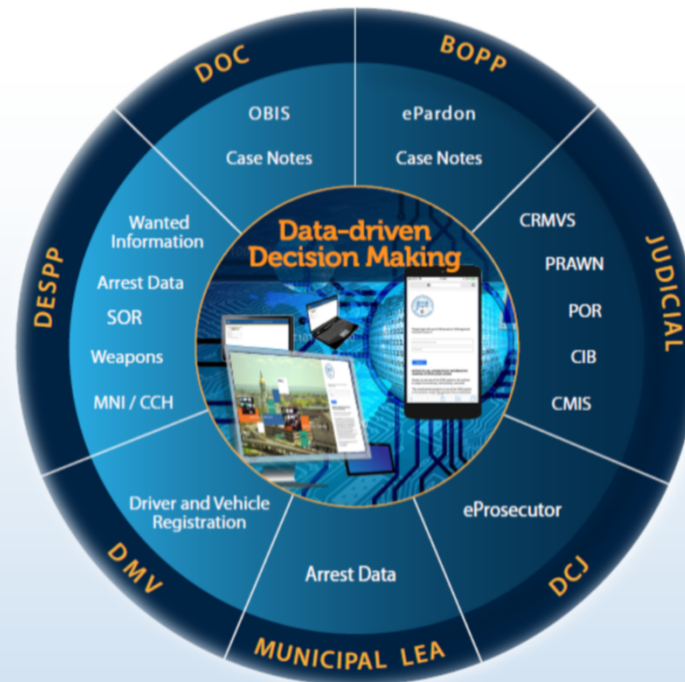 DOC
BOPP
OBIS
Case Notes
ePardon
Case Notes
DESPP
Wanted
Information
Arrest Data
SOR
Weapons
MNI / CCH
Data-driven
Decision Making
JUDICIAL
CRMVS
PRAWN
POR
CIB
CMIS
DMV
Driver and Vehicle
Registration
MUNICIPAL LEA
Arrest Data
DCJ
eProsecutor